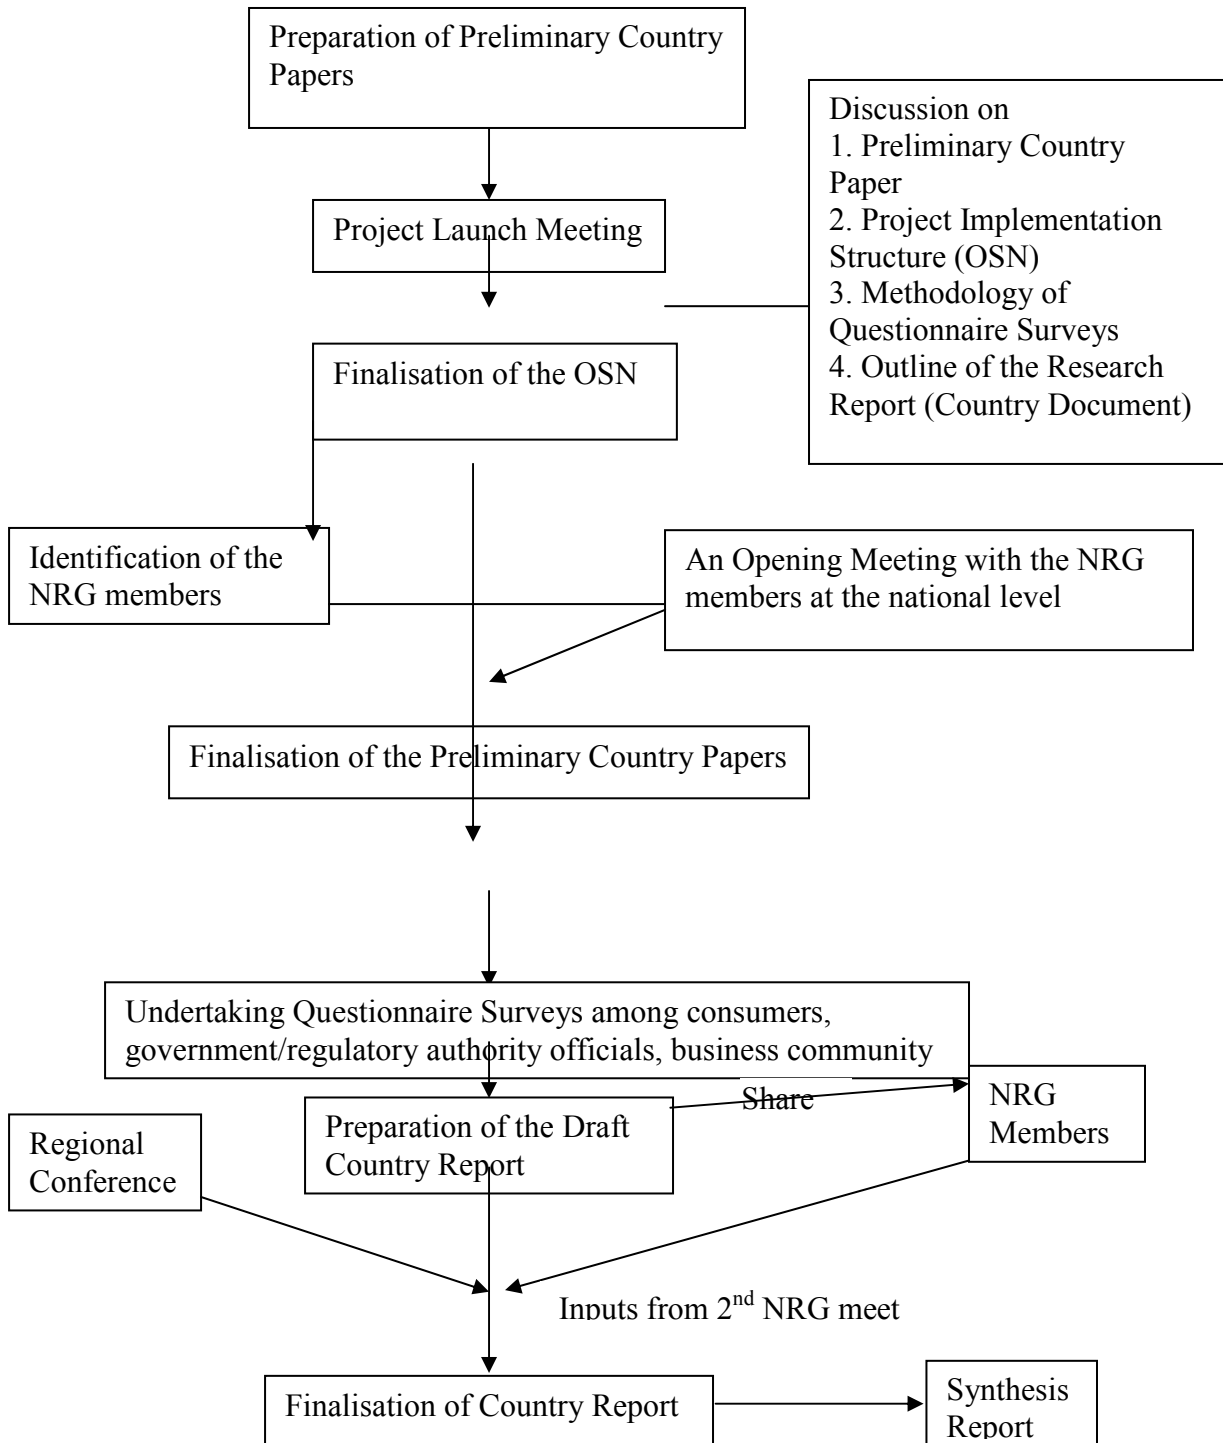 Preparation of Preliminary Country
Papers
Discussion on
1. Preliminary Country
Paper
2. Project Implementation
Structure (OSN)
3. Methodology of
Questionnaire Surveys
4. Outline of the Research
Report (Country Document)
Project Launch Meeting
Finalisation of the OSN
Identification of the
NRG members
An Opening Meeting with the NRG
members at the national level
Finalisation of the Preliminary Country Papers
Undertaking Questionnaire Surveys among consumers,
government/regulatory authority officials, business community
Share
NRG
Members
Preparation of the Draft
Country Report
Regional
Conference
Inputs from 2nd NRG meet
Finalisation of Country Report
Synthesis
Report